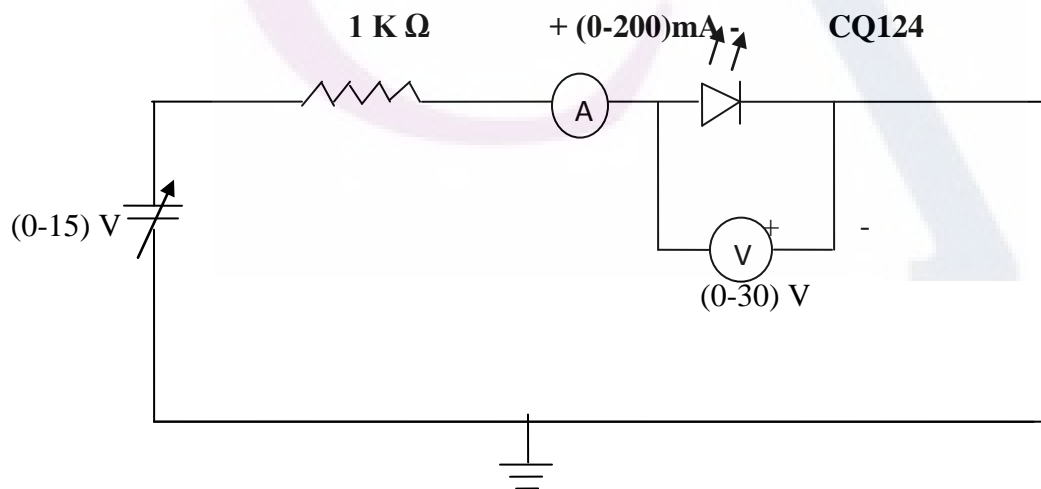 1 K Ω + (0-200)mA - CQ124
A
(0-15) V
+ -
V
(0-30) V